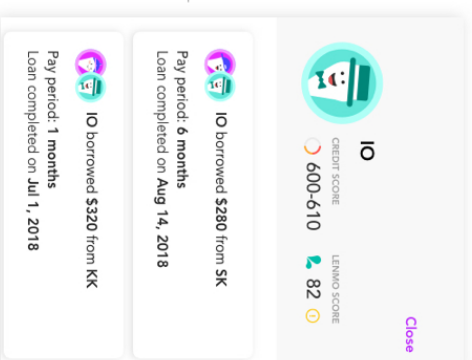 Close
IO
CREDIT SCORE
600-610
LENMO SCORE
82
IO borrowed $280 from SK
Pay period: 6 months
Loan completed on Aug 14, 2018
IO borrowed $320 from KK
Pay period: 1 months
Loan completed on Jul 1, 2018